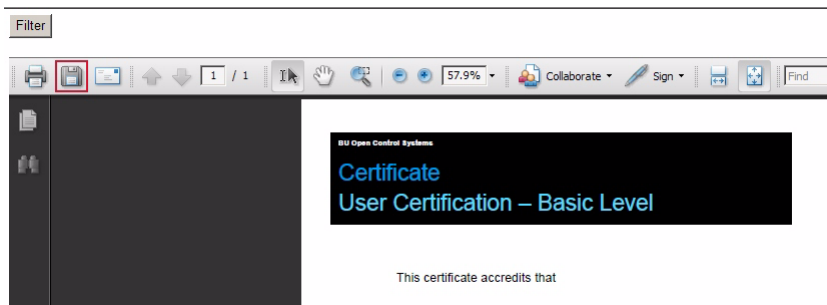 Filter
1 / 1 57.9% Collaborate Sign Find
BU Open Control Systems
Certificate
User Certification – Basic Level
This certificate accredits that